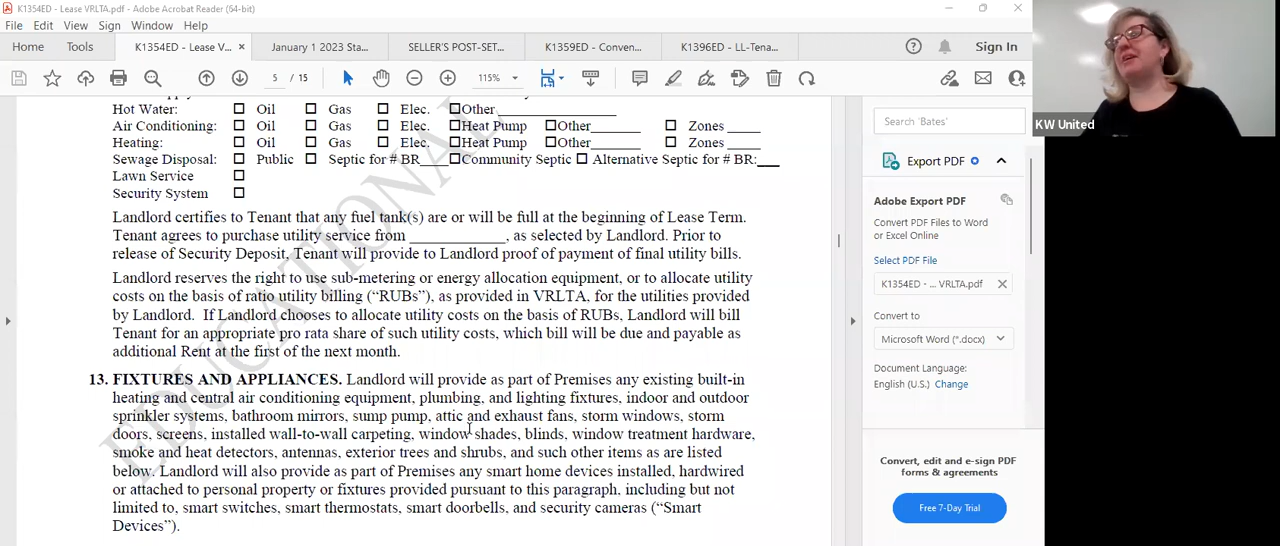 K1354ED - Lease VRLTA.pdf - Adobe Acrobat Reader (64-bit)
File Edit View Sign Window Help
Home Tools K1354ED - Lease V... × January 1 2023 Sta... SELLER'S POST-SET... K1359ED - Conven... K1396ED - LL-Tena... Sign In
5 / 15 115%
Hot Water: Oil Gas Elec. Other
Air Conditioning: Oil Gas Elec. Heat Pump Other Zones
Heating: Oil Gas Elec. Heat Pump Other Zones
Sewage Disposal: Public Septic for # BR Community Septic Alternative Septic for # BR:
Lawn Service
Security System
Landlord certifies to Tenant that any fuel tank(s) are or will be full at the beginning of Lease Term.
Tenant agrees to purchase utility service from ____________, as selected by Landlord. Prior to
release of Security Deposit, Tenant will provide to Landlord proof of payment of final utility bills.
Landlord reserves the right to use sub-metering or energy allocation equipment, or to allocate utility
costs on the basis of ratio utility billing (“RUBs”), as provided in VRLTA, for the utilities provided
by Landlord. If Landlord chooses to allocate utility costs on the basis of RUBs, Landlord will bill
Tenant for an appropriate pro rata share of such utility costs, which bill will be due and payable as
additional Rent at the first of the next month.
13. FIXTURES AND APPLIANCES. Landlord will provide as part of Premises any existing built-in
heating and central air conditioning equipment, plumbing, and lighting fixtures, indoor and outdoor
sprinkler systems, bathroom mirrors, sump pump, attic and exhaust fans, storm windows, storm
doors, screens, installed wall-to-wall carpeting, window shades, blinds, window treatment hardware,
smoke and heat detectors, antennas, exterior trees and shrubs, and such other items as are listed
below. Landlord will also provide as part of Premises any smart home devices installed, hardwired
or attached to personal property or fixtures provided pursuant to this paragraph, including but not
limited to, smart switches, smart thermostats, smart doorbells, and security cameras (“Smart
Devices”).
EDUCATIONAL
Search 'Bates'
Export PDF
Adobe Export PDF
Convert PDF Files to Word
or Excel Online
Select PDF File
K1354ED - ... VRLTA.pdf
Convert to
Microsoft Word (*.docx)
Document Language:
English (U.S.) Change
Convert, edit and e-sign PDF
forms & agreements
Free 7-Day Trial
KW United